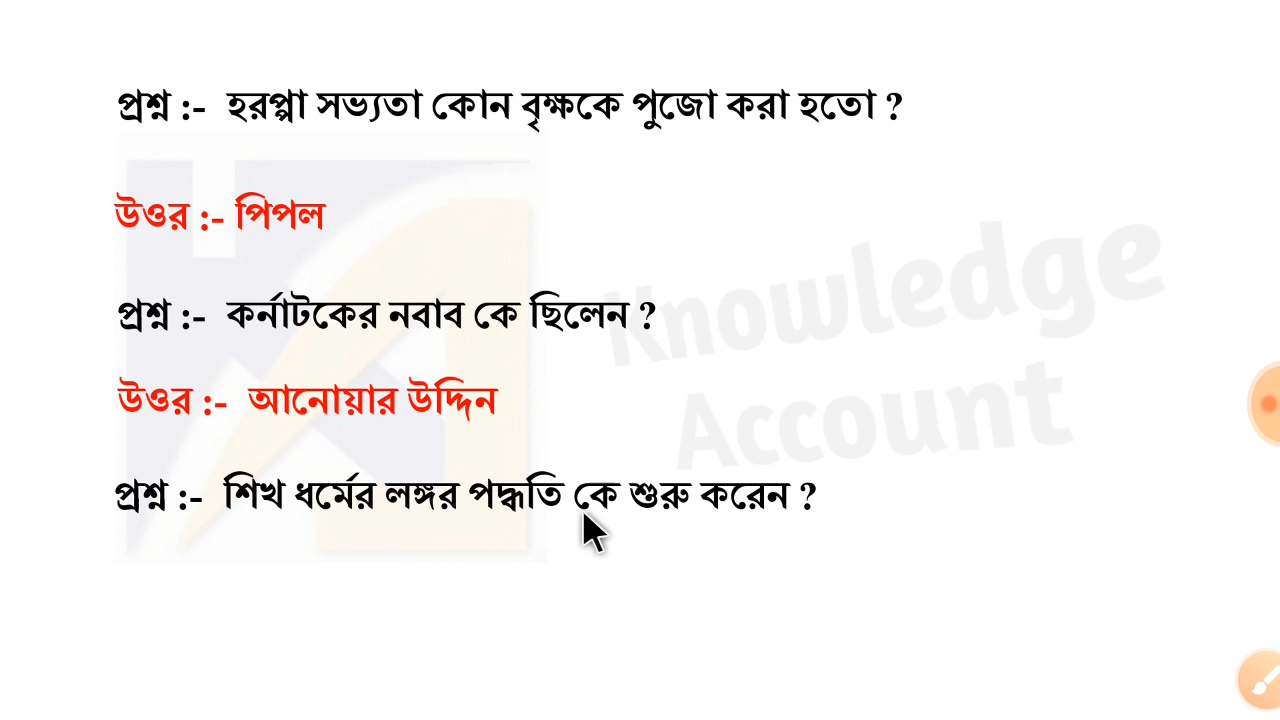 প্রশ্ন :- হরপ্পা সভ্যতা কোন বৃক্ষকে পুজো করা হতো ?
উওর :- পিপল
প্রশ্ন :- কর্নাটকের নবাব কে ছিলেন ?
উওর :- আনোয়ার উদ্দিন
প্রশ্ন :- শিখ ধর্মের লঙ্গর পদ্ধতি কে শুরু করেন ?
Knowledge
Account